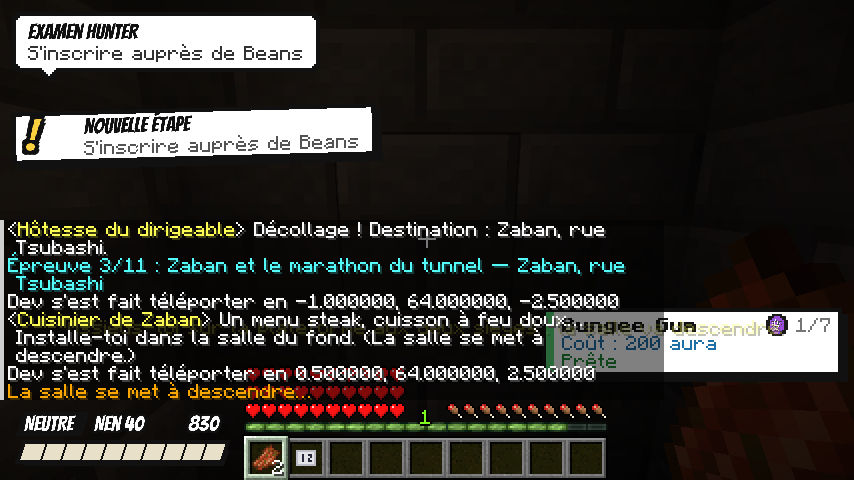 EXAMEN HUNTER
S'inscrire auprès de Beans
NOUVELLE ÉTAPE
S'inscrire auprès de Beans
<Hôtesse du dirigeable> Décollage ! Destination : Zaban, rue
Tsubashi.
Épreuve 3/11 : Zaban et le marathon du tunnel — Zaban, rue
Tsubashi
Dev s'est fait téléporter en -1.000000, 64.000000, -2.500000
<Cuisinier de Zaban> Un menu steak, cuisson à feu doux.
Installe-toi dans la salle du fond. (La salle se met à
descendre.)
Dev s'est fait téléporter en 0.500000, 64.000000, 2.500000
La salle se met à descendre...
Bungee Gum
1/7
Coût : 200 aura
Prête
NEUTRE NEN 40 830
1
2
12